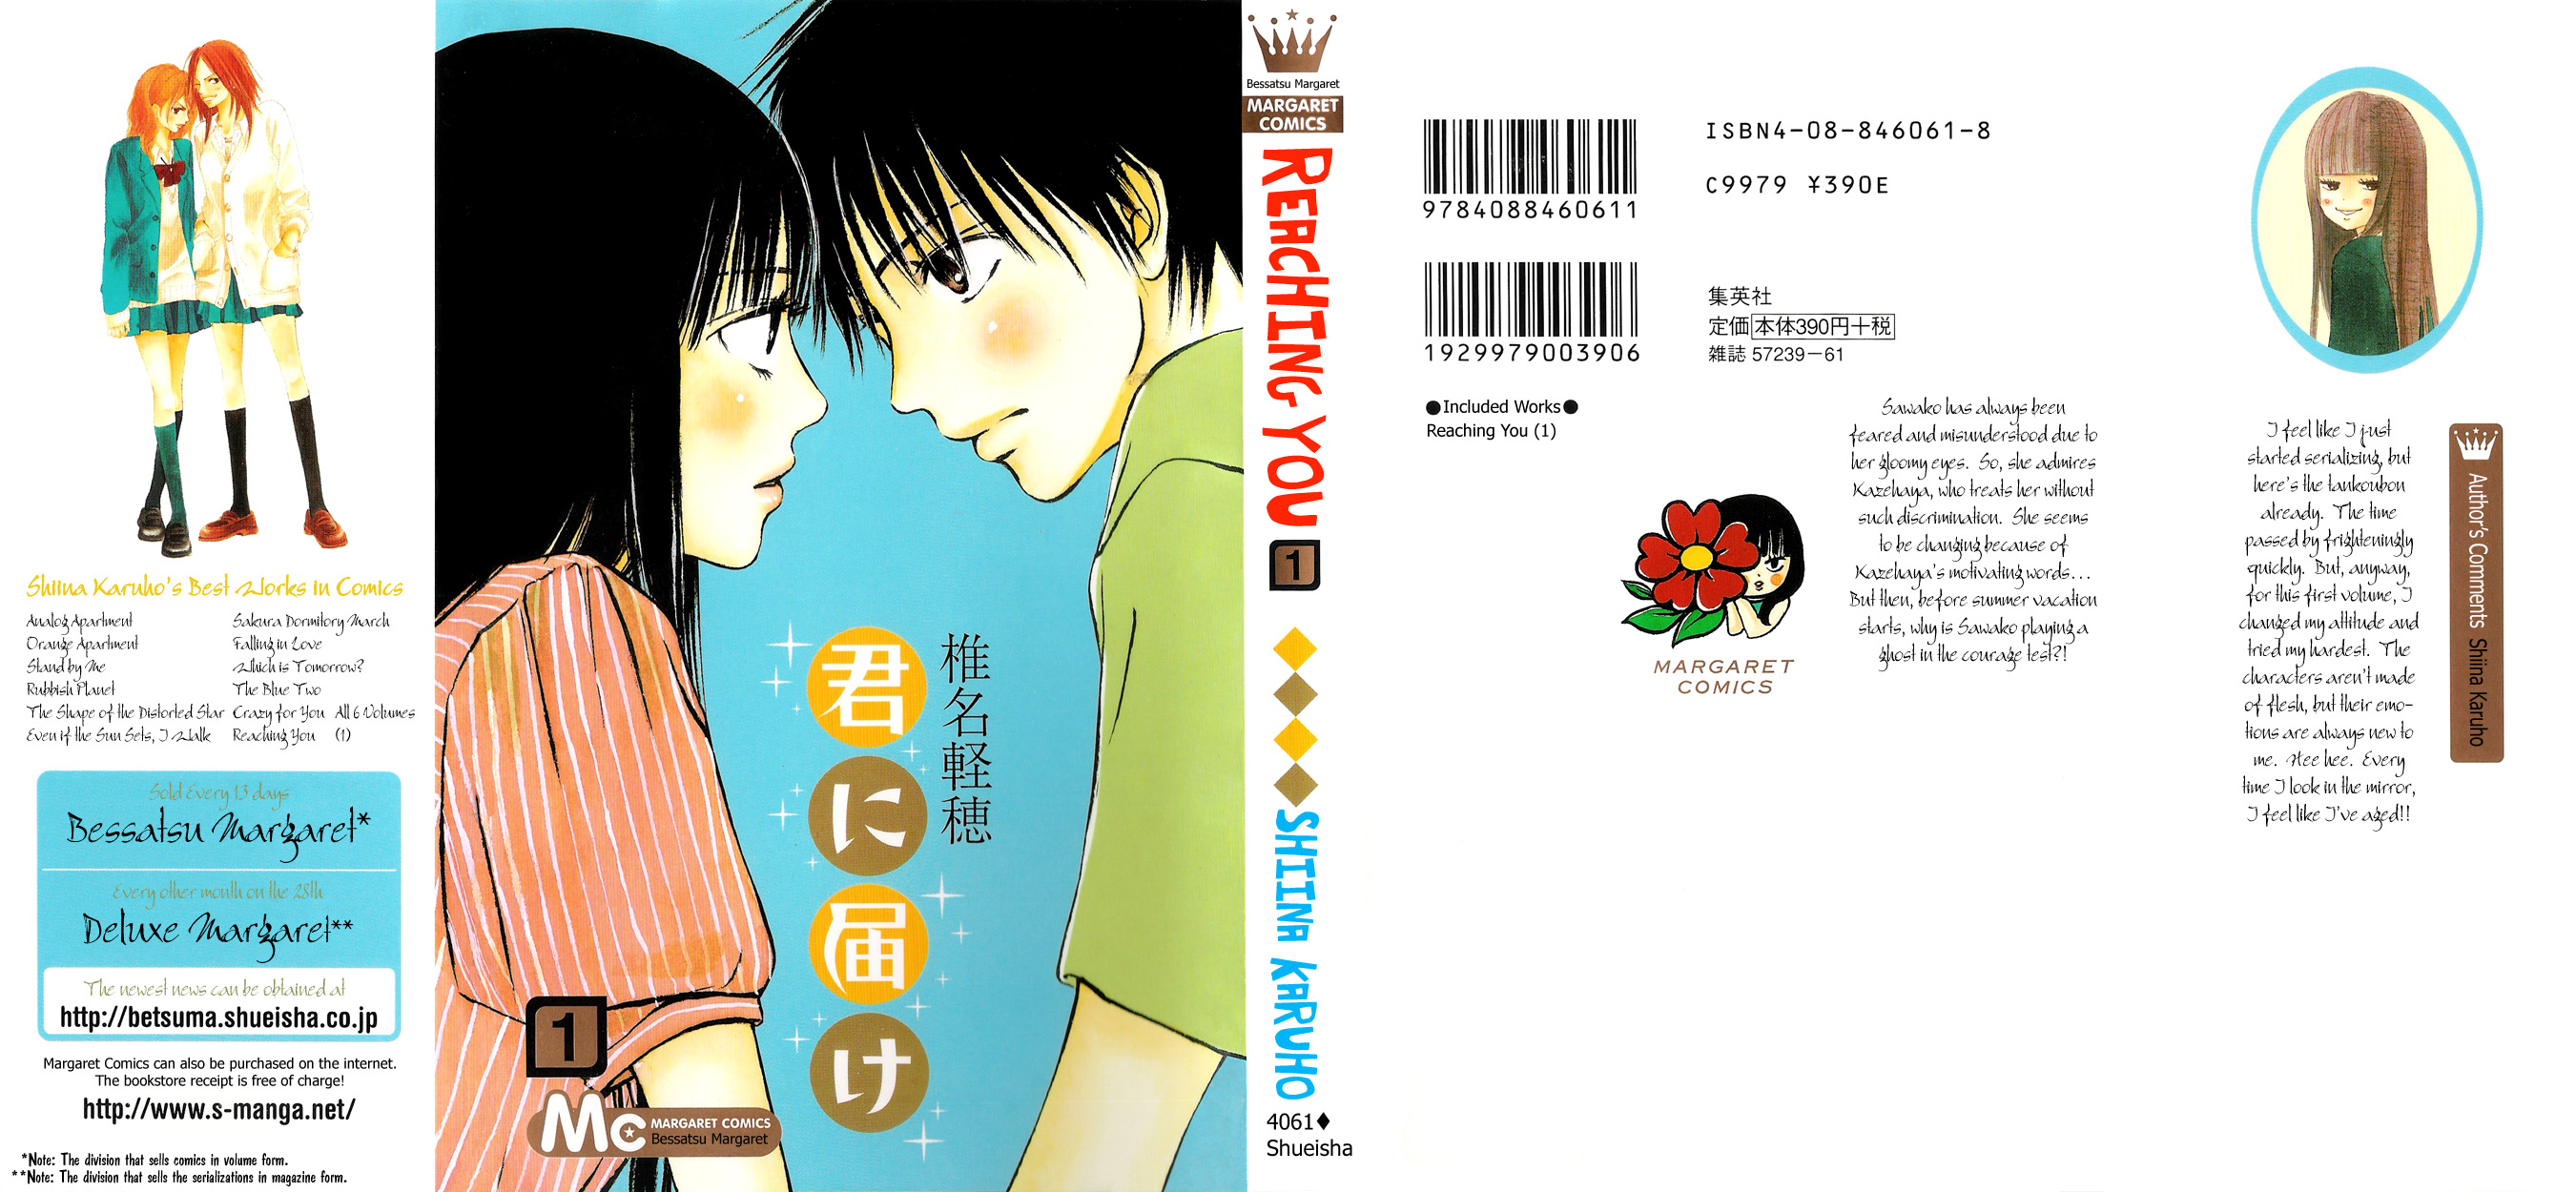 Shiina Karuho's Best Works in Comics
Analog Apartment
Orange Apartment
Stand by Me
Rubbish Planet
The Shape of the Distorted Star
Even if the Sun Sets, I Walk
Sakura Dormitory March
Falling in Love
Which is Tomorrow?
The Blue Two
Crazy for You All 6 Volumes
Reaching You (1)
Sold Every 13 days
Bessatsu Margaret*
Every other month on the 28th
Deluxe Margaret**
The newest news can be obtained at
http://betsuma.shueisha.co.jp
Margaret Comics can also be purchased on the internet.
The bookstore receipt is free of charge!
http://www.s-manga.net/
*Note: The division that sells comics in volume form.
**Note: The division that sells the serializations in magazine form.
君に届け
椎名軽穂
1
Mc
MARGARET COMICS
Bessatsu Margaret
Bessatsu Margaret
MARGARET
COMICS
REACHING YOU
1
SHIINA KARUHO
4061♦
Shueisha
9784088460611
1929979003906
ISBN4-08-846061-8
C9979 ¥390E
集英社
定価 本体390円+税
雑誌 57239-61
●Included Works●
Reaching You (1)
MARGARET
COMICS
Sawako has always been
feared and misunderstood due to
her gloomy eyes. So, she admires
Kazehaya, who treats her without
such discrimination. She seems
to be changing because of
Kazehaya's motivating words...
But then, before summer vacation
starts, why is Sawako playing a
ghost in the courage test?!
Author's Comments Shiina Karuho
I feel like I just
started serializing, but
here's the tankoubon
already. The time
passed by frighteningly
quickly. But, anyway,
for this first volume, I
changed my attitude and
tried my hardest. The
characters aren't made
of flesh, but their emo-
tions are always new to
me. Hee hee. Every
time I look in the mirror,
I feel like I've aged!!